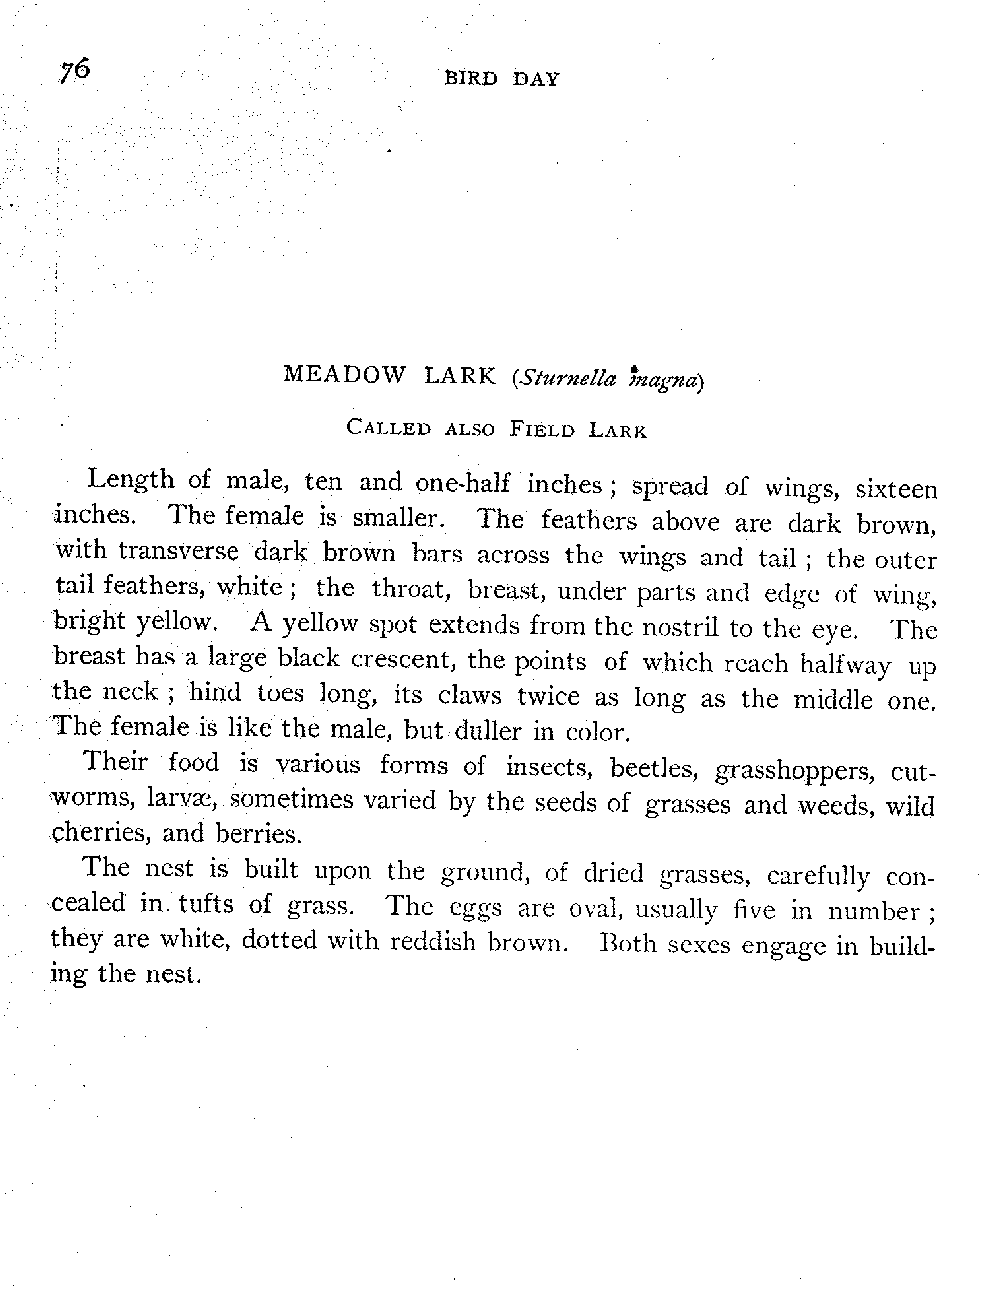 76
BIRD DAY
MEADOW LARK (Sturnella magna)
CALLED ALSO FIELD LARK
Length of male, ten and one-half inches; spread of wings, sixteen
inches. The female is smaller. The feathers above are dark brown,
with transverse dark brown bars across the wings and tail; the outer
tail feathers, white; the throat, breast, under parts and edge of wing,
bright yellow. A yellow spot extends from the nostril to the eye. The
breast has a large black crescent, the points of which reach halfway up
the neck; hind toes long, its claws twice as long as the middle one.
The female is like the male, but duller in color.
Their food is various forms of insects, beetles, grasshoppers, cut-
worms, larvæ, sometimes varied by the seeds of grasses and weeds, wild
cherries, and berries.
The nest is built upon the ground, of dried grasses, carefully con-
cealed in tufts of grass. The eggs are oval, usually five in number;
they are white, dotted with reddish brown. Both sexes engage in build-
ing the nest.